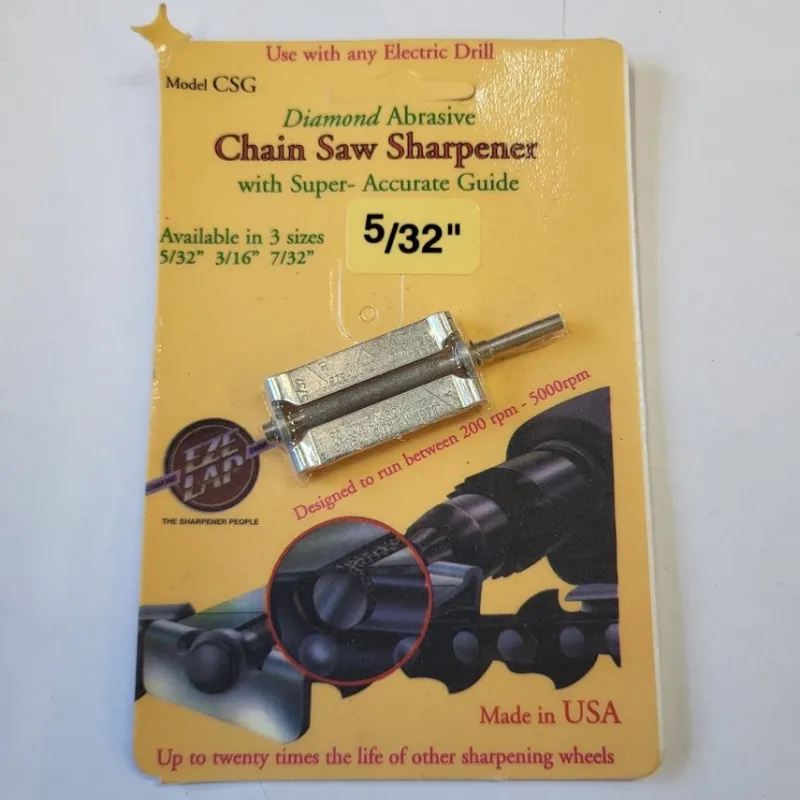 Use with any Electric Drill
Model CSG
Diamond Abrasive
Chain Saw Sharpener
with Super- Accurate Guide
Available in 3 sizes
5/32” 3/16” 7/32”
5/32"
Designed to run between 200 rpm - 5000rpm
EZE
LAP
THE SHARPENER PEOPLE
Made in USA
Up to twenty times the life of other sharpening wheels